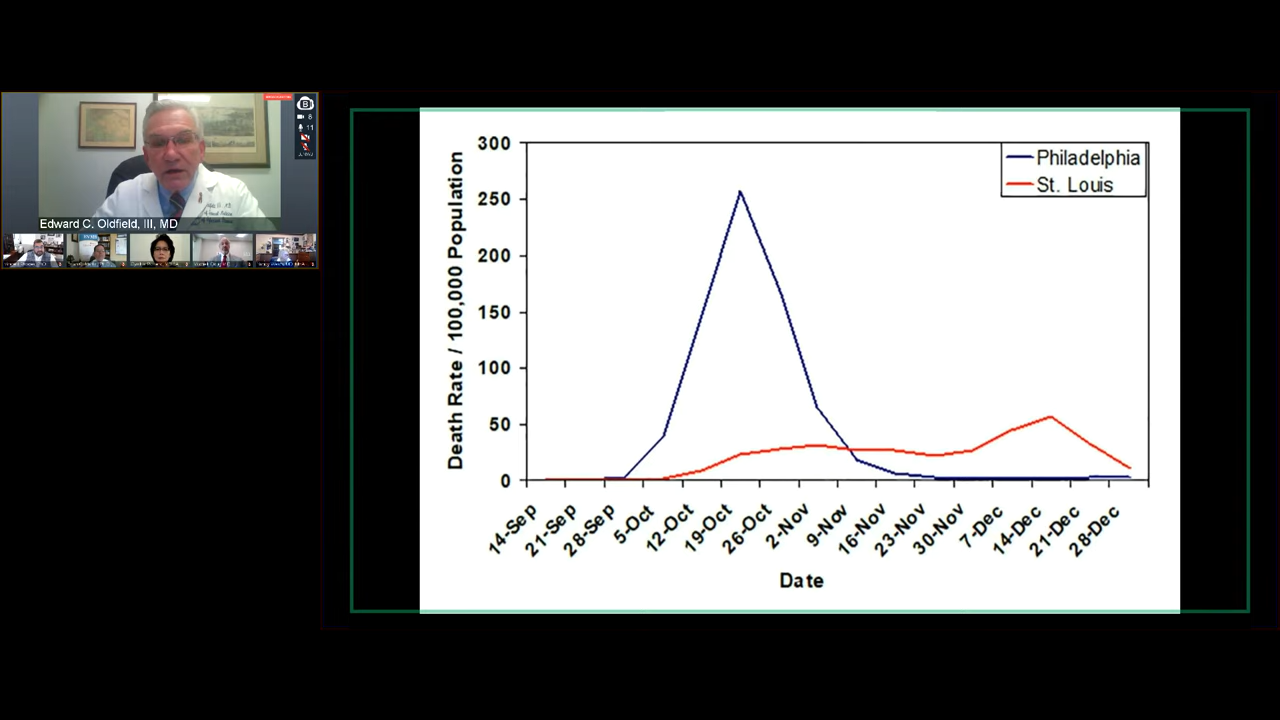 Edward C. Oldfield, III, MD
8
11
300
250
200
150
100
50
0
Death Rate / 100,000 Population
Philadelphia
St. Louis
14-Sep
21-Sep
28-Sep
5-Oct
12-Oct
19-Oct
26-Oct
2-Nov
9-Nov
16-Nov
23-Nov
30-Nov
7-Dec
14-Dec
21-Dec
28-Dec
Date